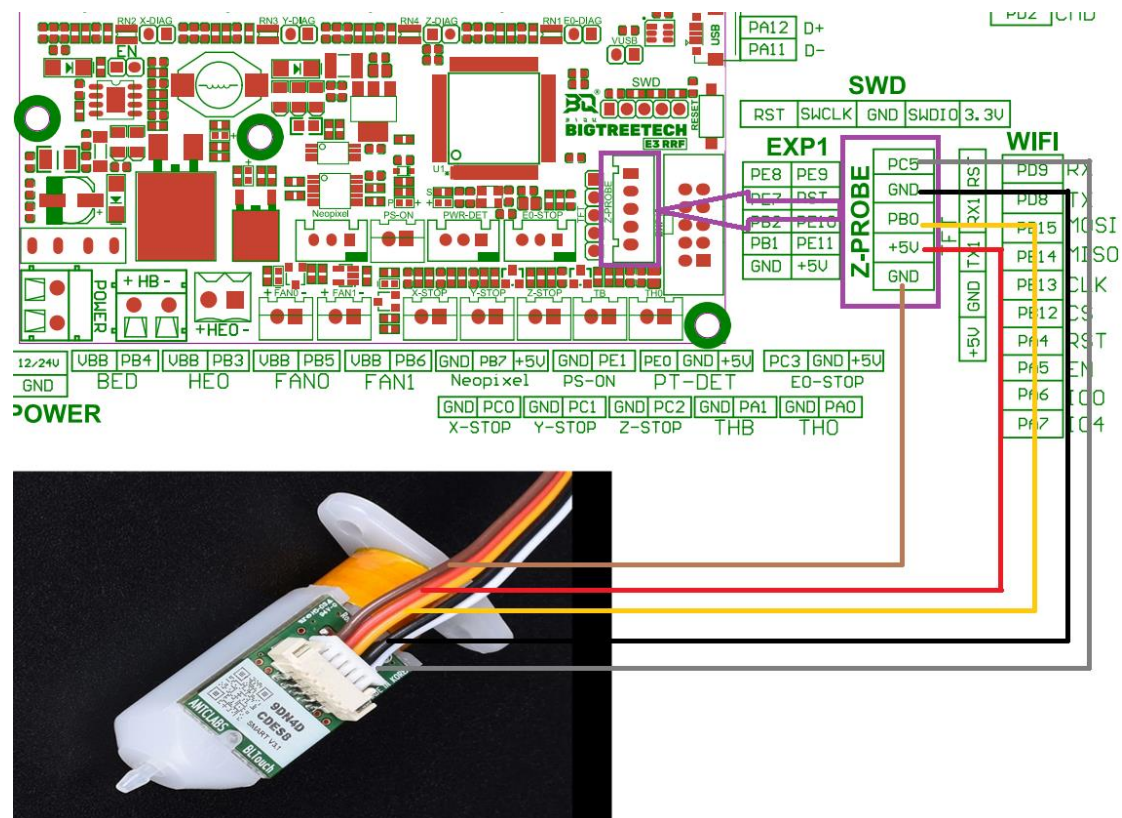 RN2 X-DIAG
RN3 Y-DIAG
RN4 Z-DIAG
RN1 E0-DIAG
PD2 CMD
EN
VUSB
USB
PA12 D+
PA11 D-
SWD
SWD
RST SWCLK GND SWDIO 3.3V
BQ
BIGTREETECH
E3 RRF
RESET
U1
EXP1
PE8 PE9
PE7 RST
PB2 PE10
PB1 PE11
GND +5V
Z-PROBE
PC5
GND
PB0
+5V
GND
RST
RX1
TX1
GND
+5V
WIFI
PD9 RX
PD8 TX
PB15 MOSI
PB14 MISO
PB13 CLK
PB12 CS
PA4 RST
PA5 EN
PA6 IO0
PA7 IO4
Z-PROBE
Neopixel
PS-ON
PWR-DET
E0-STOP
POWER
+ HB -
+HE0-
+ FAN0 -
+ FAN1 -
X-STOP
Y-STOP
Z-STOP
TB
TH0
12/24V
GND
POWER
VBB PB4
BED
VBB PB3
HE0
VBB PB5
FAN0
VBB PB6
FAN1
GND PB7 +5V
Neopixel
GND PE1
PS-ON
PE0 GND +5V
PT-DET
PC3 GND +5V
E0-STOP
GND PC0
X-STOP
GND PC1
Y-STOP
GND PC2
Z-STOP
GND PA1
THB
GND PA0
TH0
9DN4D
CDES8
SMART V3.1
ANTCLABS
BLTouch